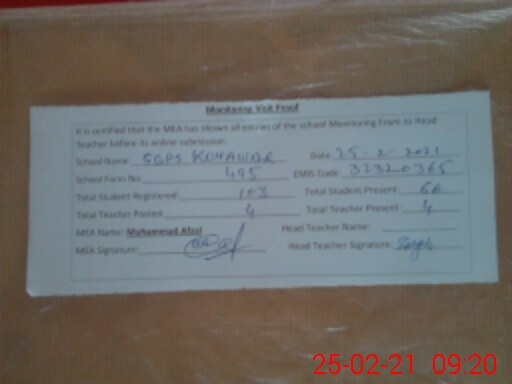 Monitoring Visit Proof
It is certified that the MEA has shown all entries of the school Monitoring From to Head
Teacher before its online submission.
School Name: GGPS KOHAWAR Date: 25-2-2021
School Form No: 495 EMIS Code: 32320365
Total Student Registered: 103 Total Student Present: 66
Total Teacher Posted: 4 Total Teacher Present: 4
MEA Name: Muhammad Afzal Head Teacher Name:
MEA Signature: Head Teacher Signature:
25-02-21 09:20